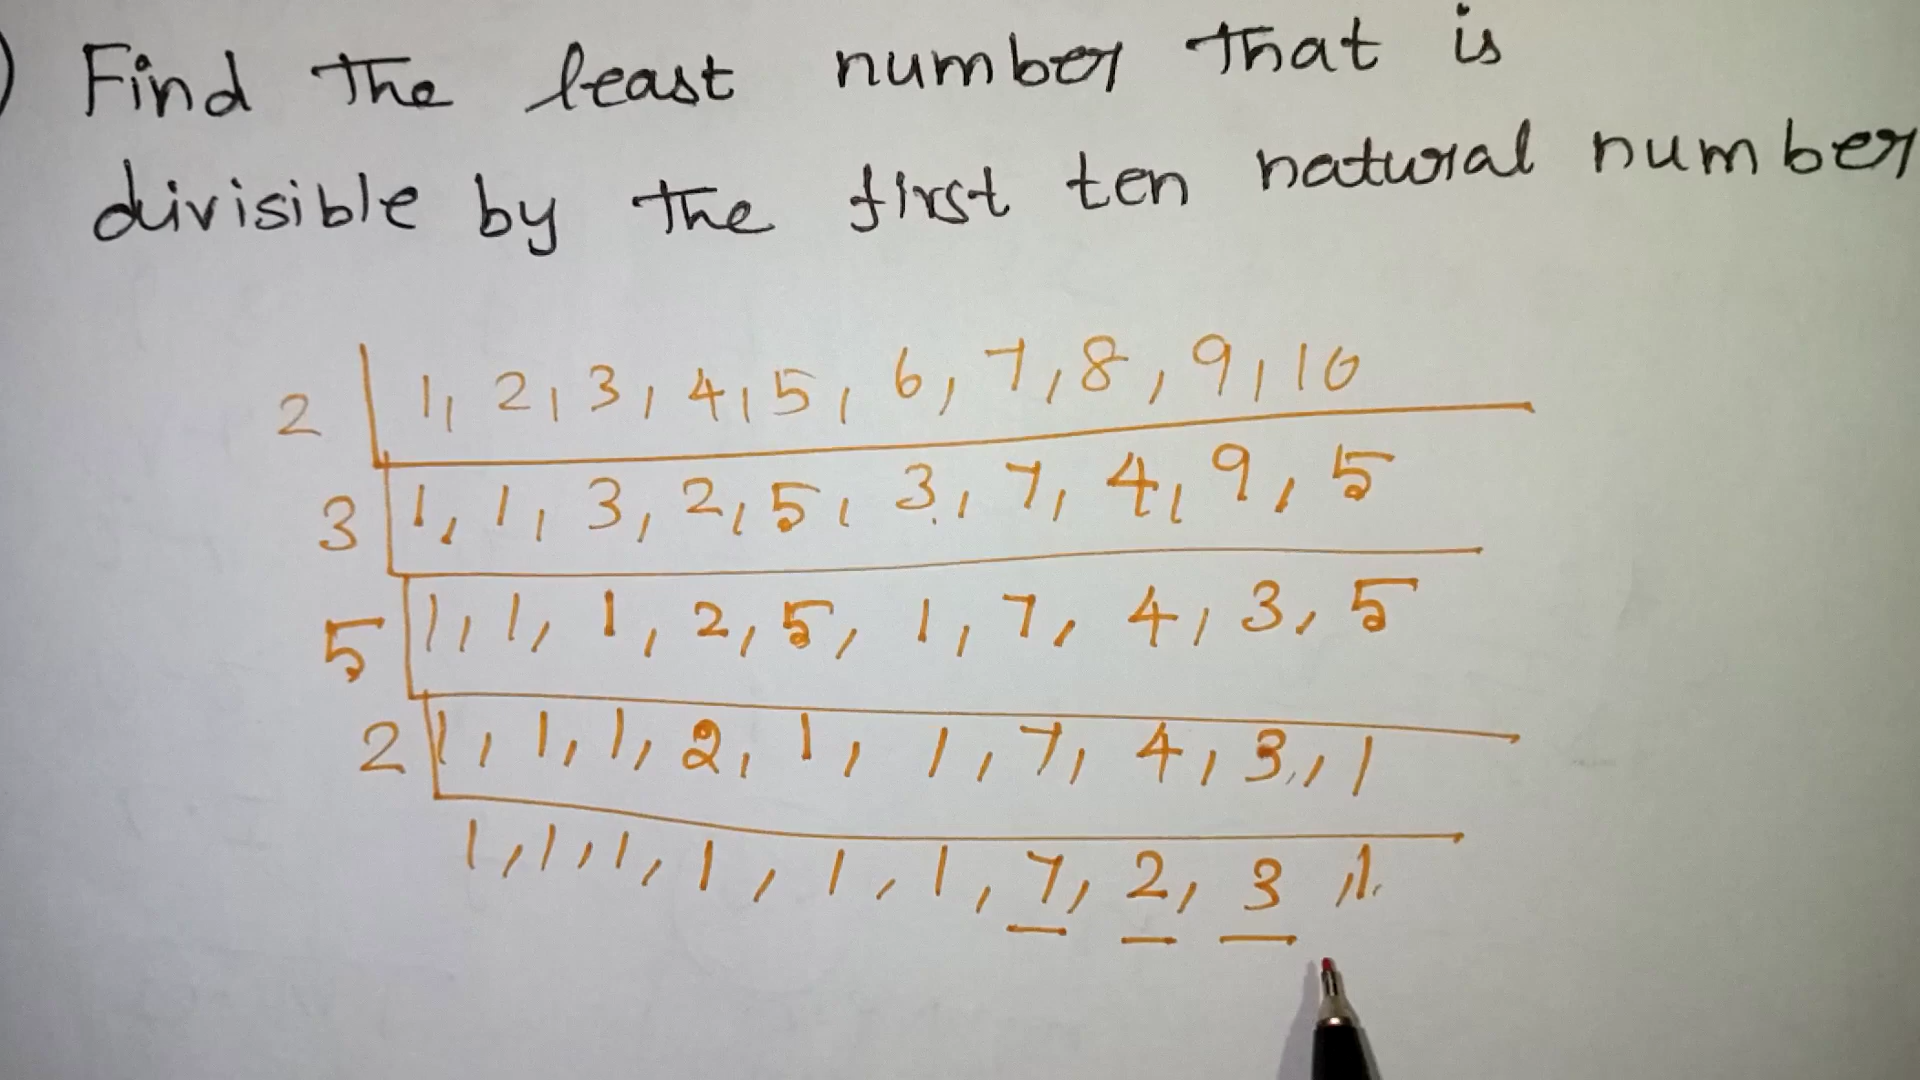 ) Find the least number that is
divisible by the first ten natural number
2 1, 2, 3, 4, 5, 6, 7, 8, 9, 10
3 1, 1, 3, 2, 5, 3, 7, 4, 9, 5
5 1, 1, 1, 2, 5, 1, 7, 4, 3, 5
2 1, 1, 1, 2, 1, 1, 7, 4, 3, 1
1, 1, 1, 1, 1, 1, 7, 2, 3, 1